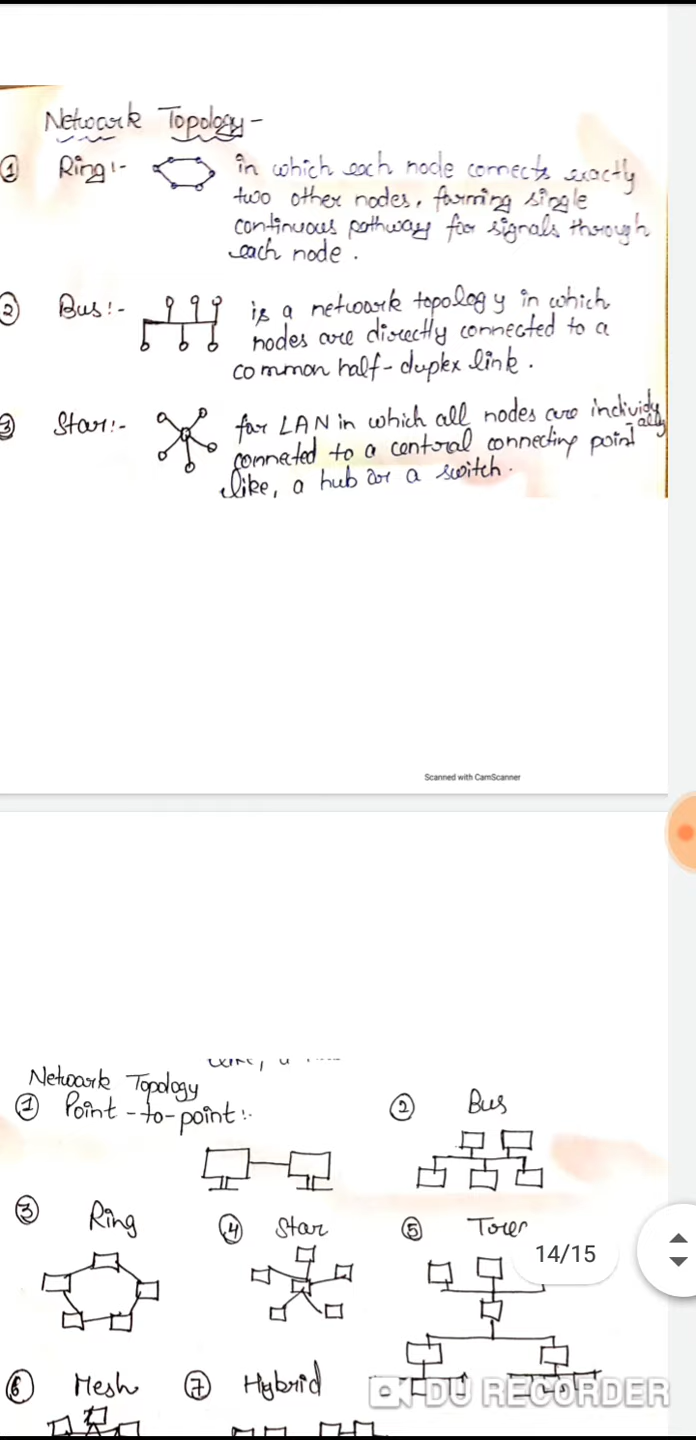 Network Topology -
① Ring :- in which each node connects exactly
two other nodes, forming single
continuous pathway for signals through
each node.
② Bus :- is a network topology in which
nodes are directly connected to a
common half-duplex link.
③ Star :- for LAN in which all nodes are individu
-ally
connected to a central connecting point
like, a hub or a switch.
Scanned with CamScanner
like, a
Network Topology
① Point-to-point :-
② Bus
③ Ring
④ Star
⑤ Tree
14/15
⑥ Mesh
⑦ Hybrid
DU RECORDER